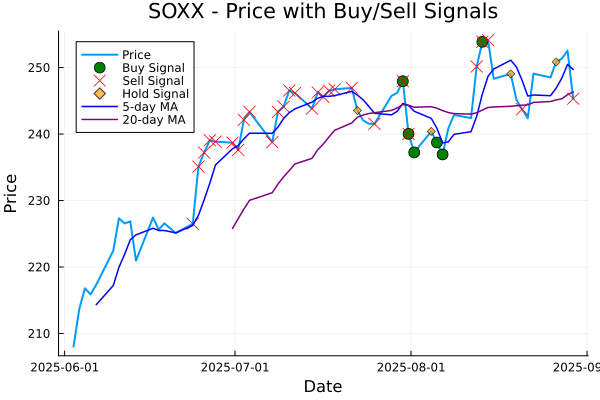 SOXX - Price with Buy/Sell Signals
Price
Buy Signal
Sell Signal
Hold Signal
5-day MA
20-day MA
250
240
230
220
210
Price
2025-06-01
2025-07-01
2025-08-01
2025-09
Date